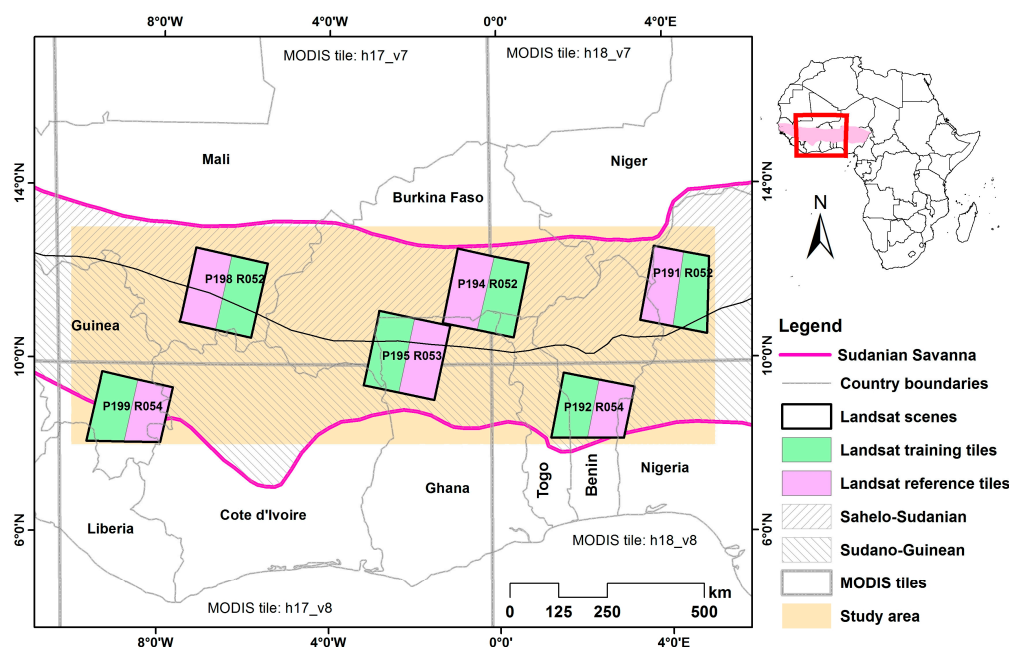 8°0'W
4°0'W
0°0'
4°0'E
MODIS tile: h17_v7
MODIS tile: h18_v7
14°0'N
10°0'N
6°0'N
Mali
Niger
Burkina Faso
P198 R052
P194 R052
P191 R052
Guinea
P195 R053
P199 R054
P192 R054
Liberia
Cote d'Ivoire
Ghana
Togo
Benin
Nigeria
MODIS tile: h18_v8
MODIS tile: h17_v8
km
0 125 250 500
14°0'N
10°0'N
6°0'N
8°0'W
4°0'W
0°0'
4°0'E
N
Legend
Sudanian Savanna
Country boundaries
Landsat scenes
Landsat training tiles
Landsat reference tiles
Sahelo-Sudanian
Sudano-Guinean
MODIS tiles
Study area